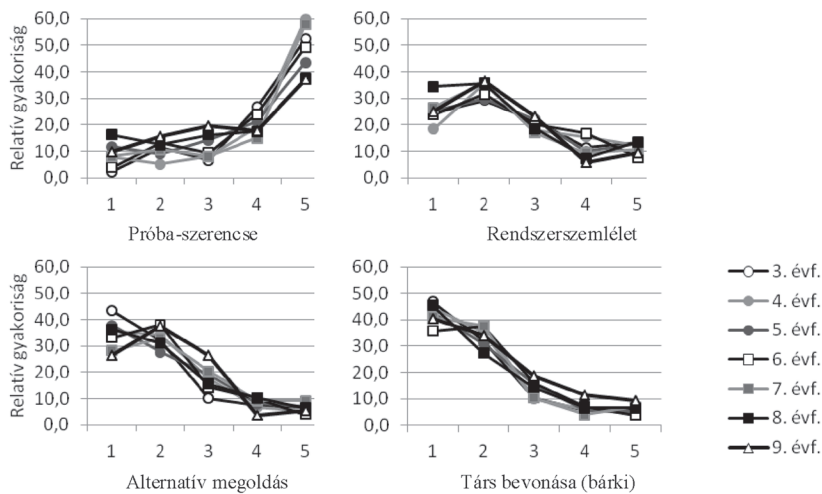 Relatív gyakoriság
60,0
50,0
40,0
30,0
20,0
10,0
0,0
1 2 3 4 5
Próba-szerencse
60,0
50,0
40,0
30,0
20,0
10,0
0,0
1 2 3 4 5
Rendszerszemlélet
Relatív gyakoriság
60,0
50,0
40,0
30,0
20,0
10,0
0,0
1 2 3 4 5
Alternatív megoldás
60,0
50,0
40,0
30,0
20,0
10,0
0,0
1 2 3 4 5
Társ bevonása (bárki)
3. évf.
4. évf.
5. évf.
6. évf.
7. évf.
8. évf.
9. évf.